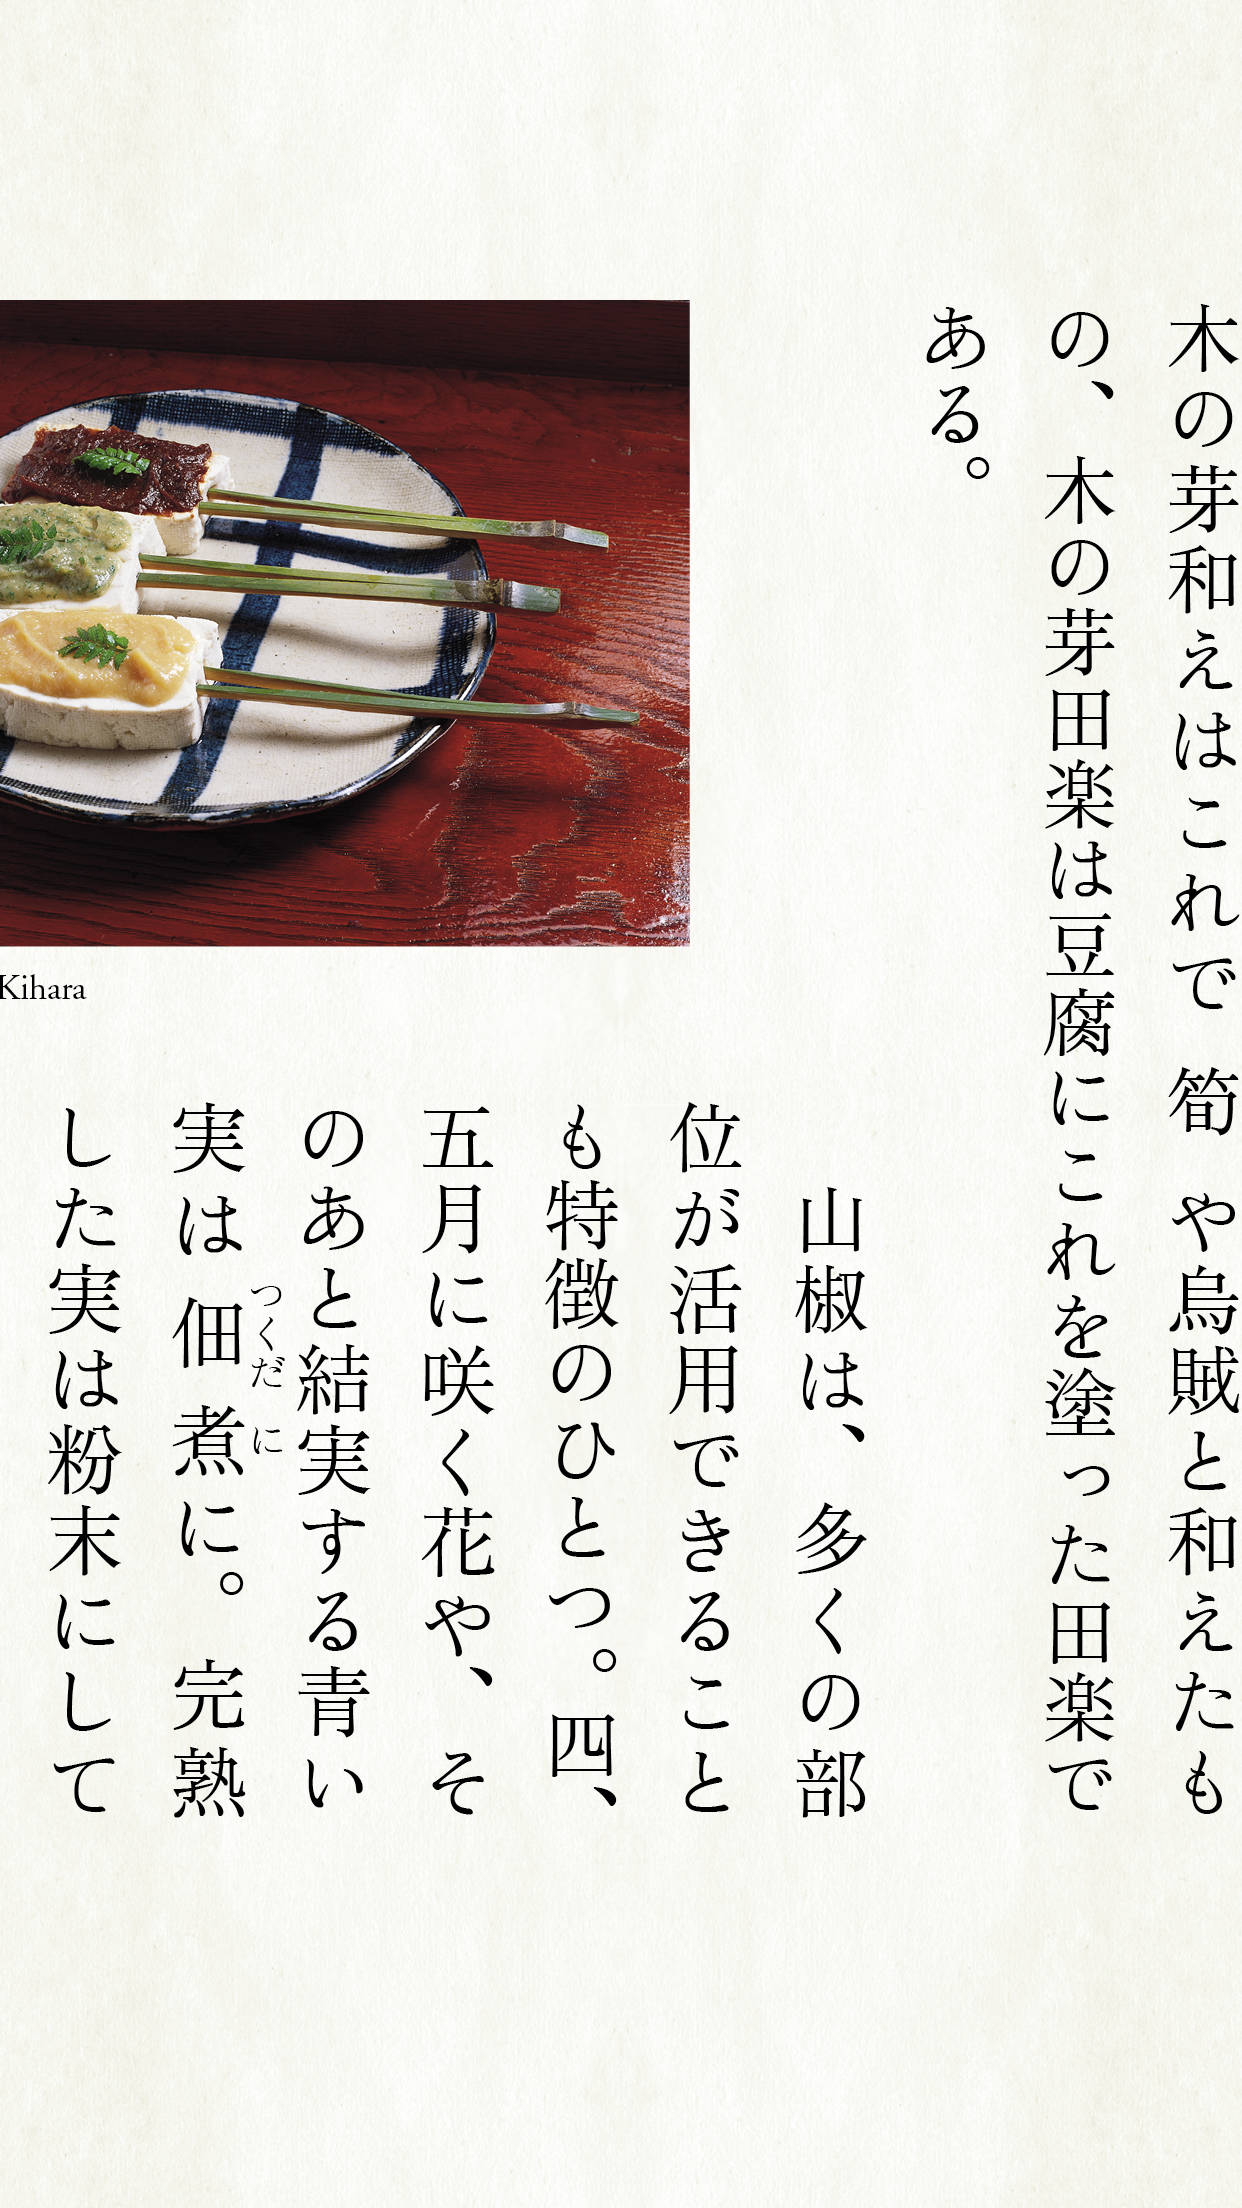 木の芽和えはこれで筍や烏賊と和えたも
の、木の芽田楽は豆腐にこれを塗った田楽で
ある。
Kihara
山椒は、多くの部
位が活用できること
も特徴のひとつ。四、
五月に咲く花や、そ
のあと結実する青い
実は佃煮に。完熟
つくだに
した実は粉末にして